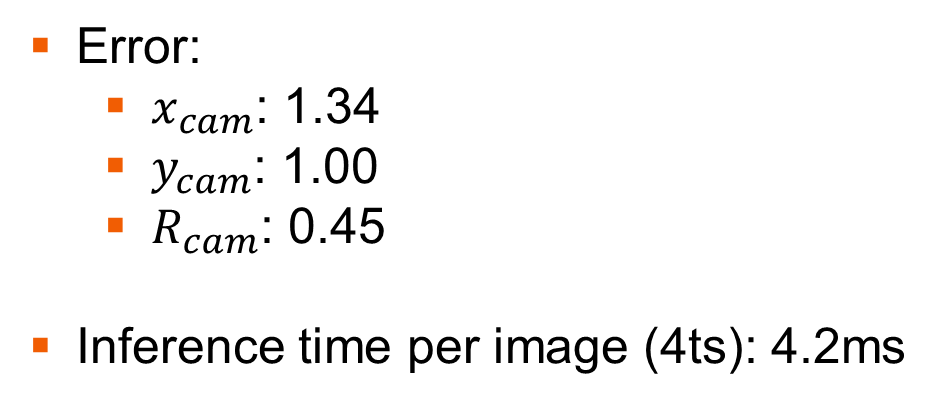 ▪ Error:
▪ x_cam: 1.34
▪ y_cam: 1.00
▪ R_cam: 0.45
▪ Inference time per image (4ts): 4.2ms